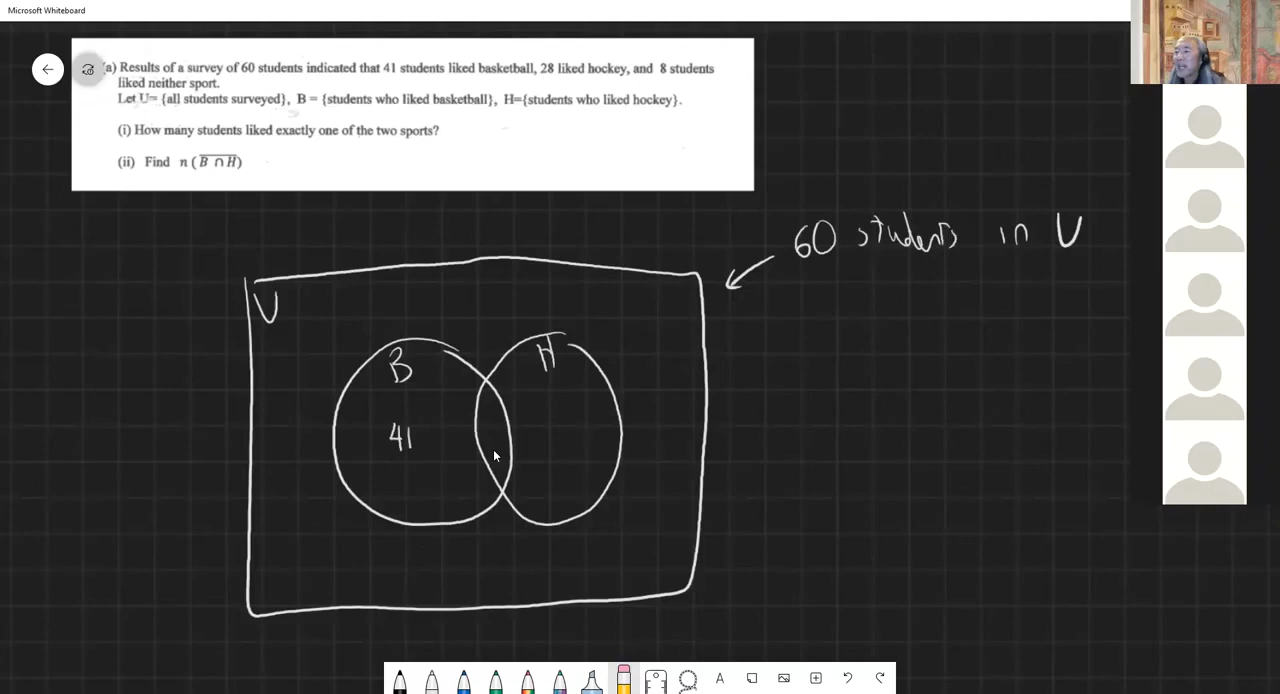 Microsoft Whiteboard
(a) Results of a survey of 60 students indicated that 41 students liked basketball, 28 liked hockey, and 8 students
liked neither sport.
Let U= {all students surveyed}, B = {students who liked basketball}, H={students who liked hockey}.
(i) How many students liked exactly one of the two sports?
(ii) Find n ( \overline{B ∩ H})
60 students in U
U
B
H
41
A